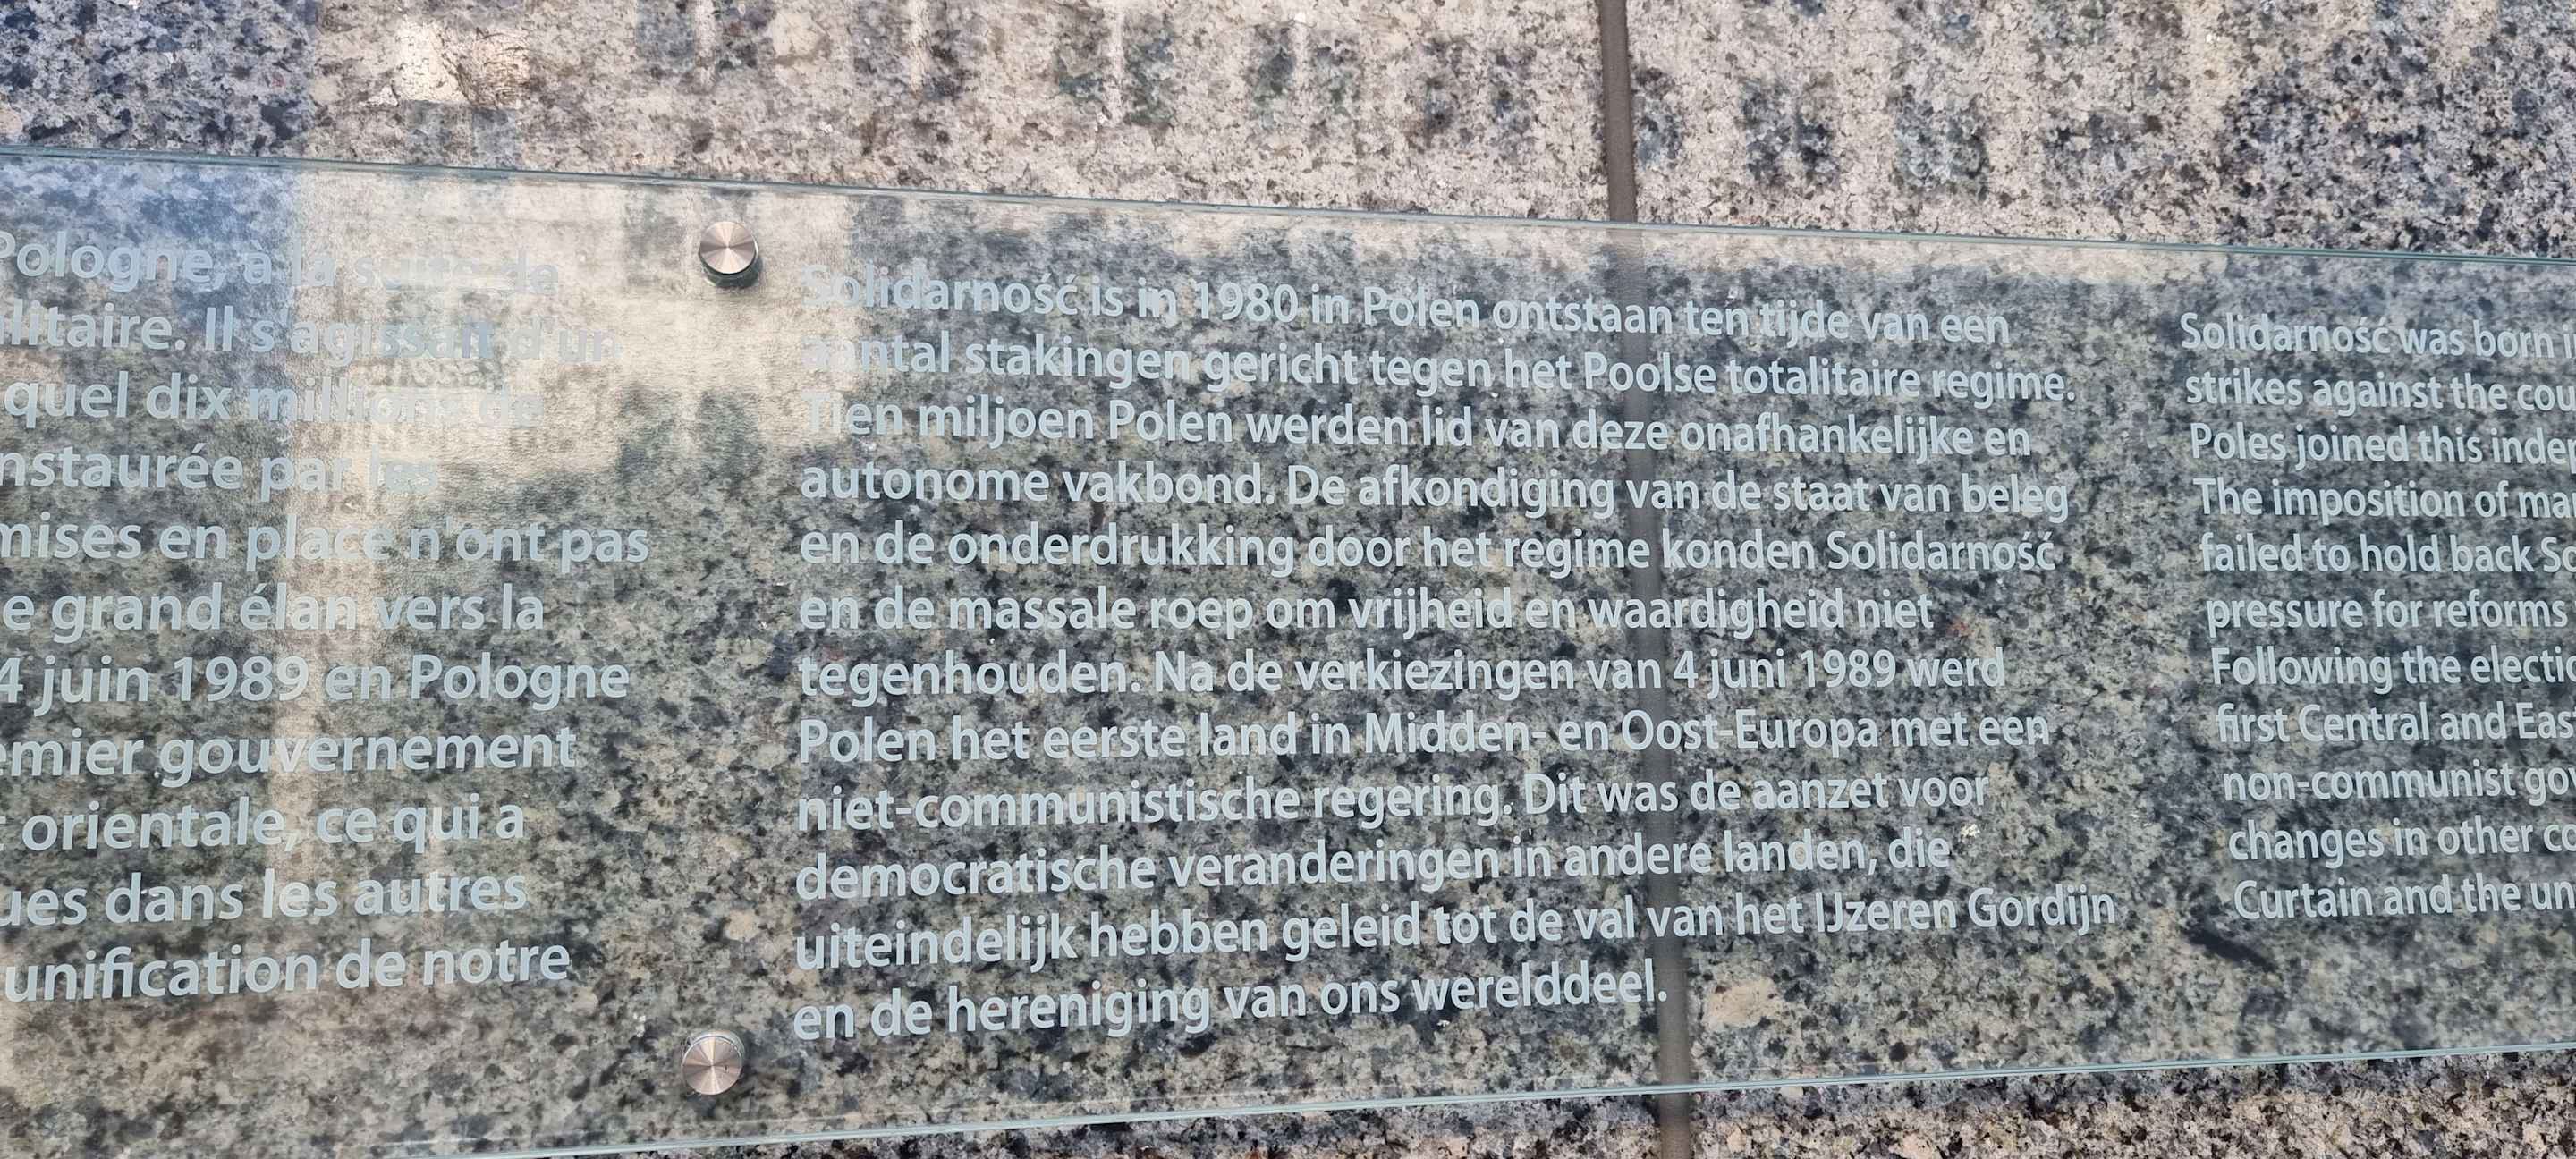 Pologne, à la suite de
litaire. Il s'agissait d'un
quel dix millions de
nstaurée par les
mises en place n'ont pas
e grand élan vers la
4 juin 1989 en Pologne
emier gouvernement
orientale, ce qui a
ues dans les autres
unification de notre
Solidarność is in 1980 in Polen ontstaan ten tijde van een
aantal stakingen gericht tegen het Poolse totalitaire regime.
Tien miljoen Polen werden lid van deze onafhankelijke en
autonome vakbond. De afkondiging van de staat van beleg
en de onderdrukking door het regime konden Solidarność
en de massale roep om vrijheid en waardigheid niet
tegenhouden. Na de verkiezingen van 4 juni 1989 werd
Polen het eerste land in Midden- en Oost-Europa met een
niet-communistische regering. Dit was de aanzet voor
democratische veranderingen in andere landen, die
uiteindelijk hebben geleid tot de val van het IJzeren Gordijn
en de hereniging van ons werelddeel.
Solidarność was born
strikes against the cou
Poles joined this inde
The imposition of ma
failed to hold back So
pressure for reforms
Following the electi
first Central and Eas
non-communist go
changes in other co
Curtain and the un